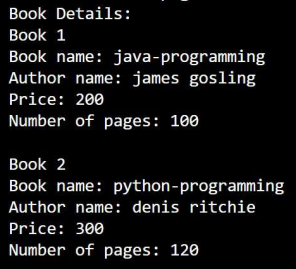 Book Details:
Book 1
Book name: java-programming
Author name: james gosling
Price: 200
Number of pages: 100
Book 2
Book name: python-programming
Author name: denis ritchie
Price: 300
Number of pages: 120